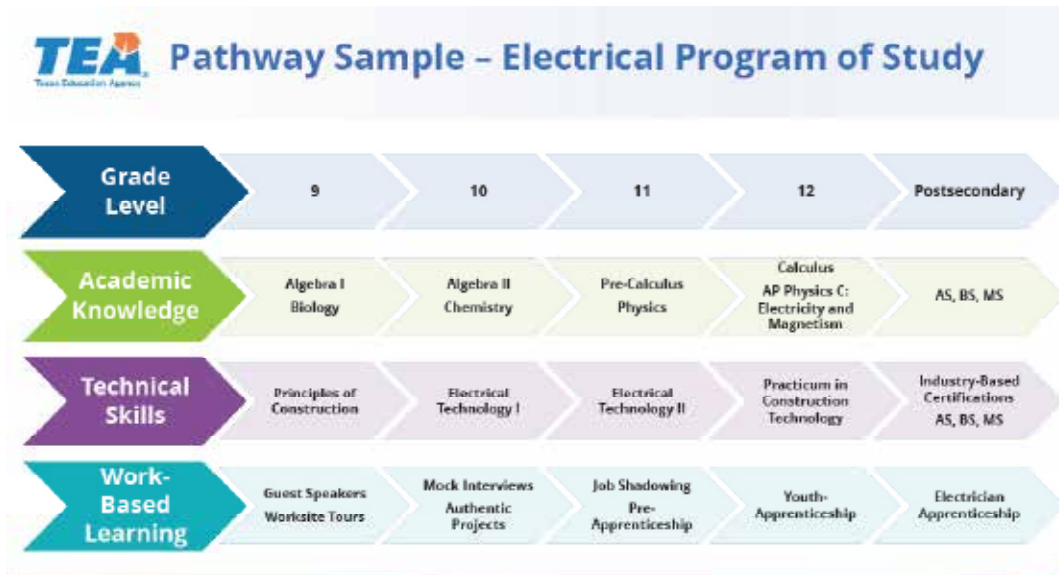 TEA
Texas Education Agency
Pathway Sample – Electrical Program of Study
Grade
Level
9
10
11
12
Postsecondary
Academic
Knowledge
Algebra I
Biology
Algebra II
Chemistry
Pre-Calculus
Physics
Calculus
AP Physics C:
Electricity and
Magnetism
AS, BS, MS
Technical
Skills
Principles of
Construction
Electrical
Technology I
Electrical
Technology II
Practicum in
Construction
Technology
Industry-Based
Certifications
AS, BS, MS
Work-
Based
Learning
Guest Speakers
Worksite Tours
Mock Interviews
Authentic
Projects
Job Shadowing
Pre-
Apprenticeship
Youth-
Apprenticeship
Electrician
Apprenticeship